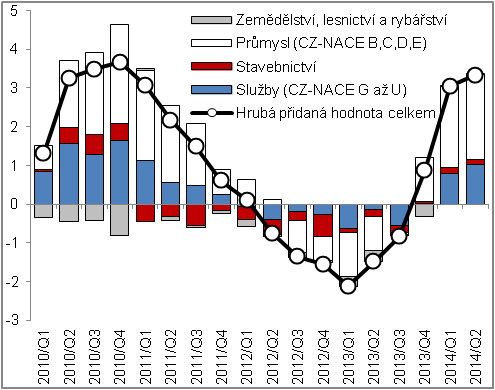 5
4
3
2
1
0
-1
-2
-3
Zemědělství, lesnictví a rybářství
Průmysl (CZ-NACE B,C,D,E)
Stavebnictví
Služby (CZ-NACE G až U)
Hrubá přidaná hodnota celkem
2010/Q1
2010/Q2
2010/Q3
2010/Q4
2011/Q1
2011/Q2
2011/Q3
2011/Q4
2012/Q1
2012/Q2
2012/Q3
2012/Q4
2013/Q1
2013/Q2
2013/Q3
2013/Q4
2014/Q1
2014/Q2